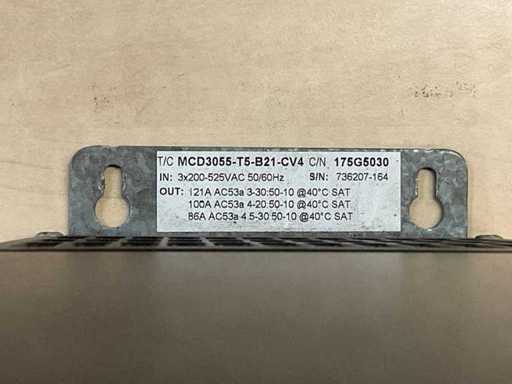 T/C MCD3055-T5-B21-CV4 C/N 175G5030
IN: 3x200-525VAC 50/60Hz S/N: 736207-164
OUT: 121A AC53a 3-30:50-10 @40°C SAT
100A AC53a 4-20:50-10 @40°C SAT
86A AC53a 4.5-30:50-10 @40°C SAT